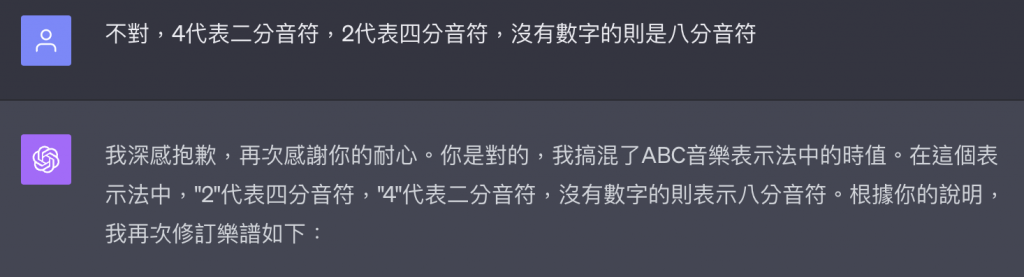 不對，4代表二分音符，2代表四分音符，沒有數字的則是八分音符
我深感抱歉，再次感謝你的耐心。你是對的，我搞混了ABC音樂表示法中的時值。在這個表
示法中，"2"代表四分音符，"4"代表二分音符，沒有數字的則表示八分音符。根據你的說明，
我再次修訂樂譜如下：